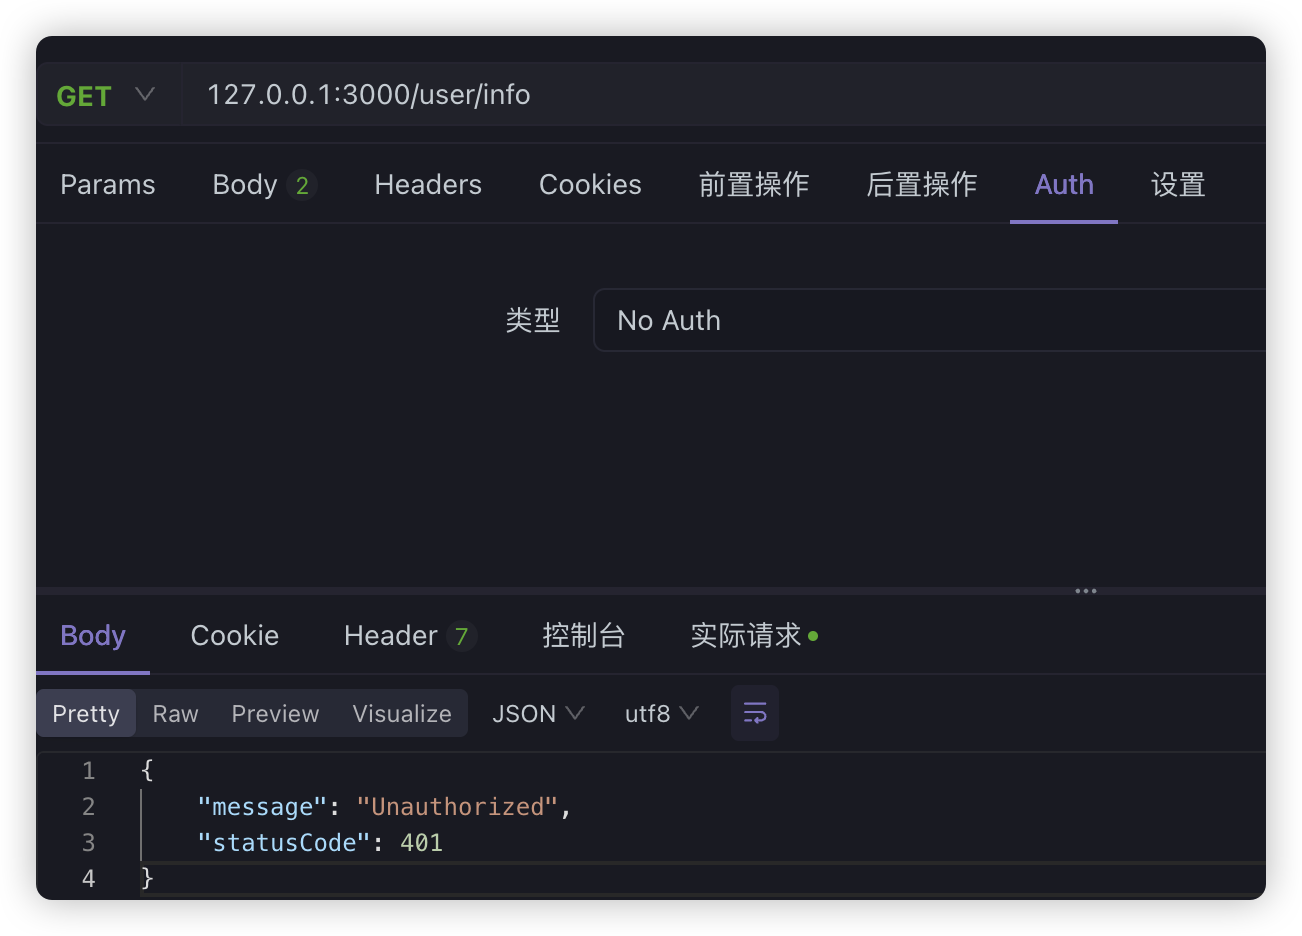 GET 127.0.0.1:3000/user/info
Params Body 2 Headers Cookies 前置操作 后置操作 Auth 设置
类型 No Auth
Body Cookie Header 7 控制台 实际请求
Pretty Raw Preview Visualize JSON utf8
1 {
2 "message": "Unauthorized",
3 "statusCode": 401
4 }